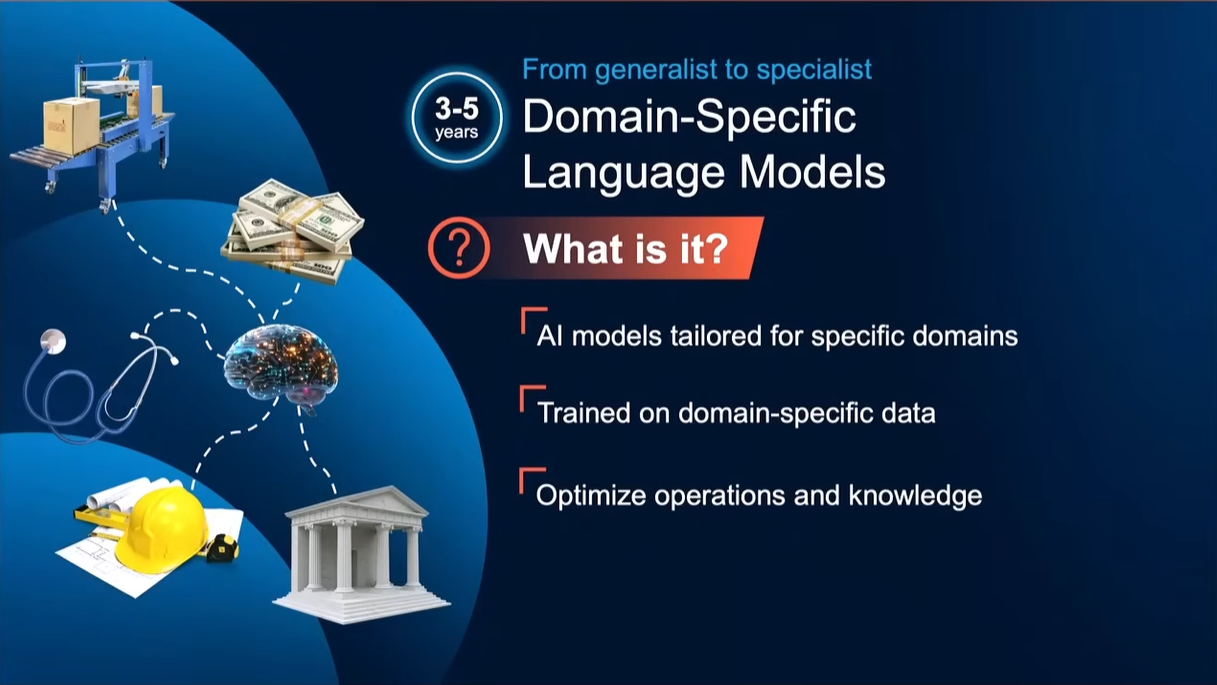 From generalist to specialist
3-5
years
Domain-Specific
Language Models
?
What is it?
AI models tailored for specific domains
Trained on domain-specific data
Optimize operations and knowledge